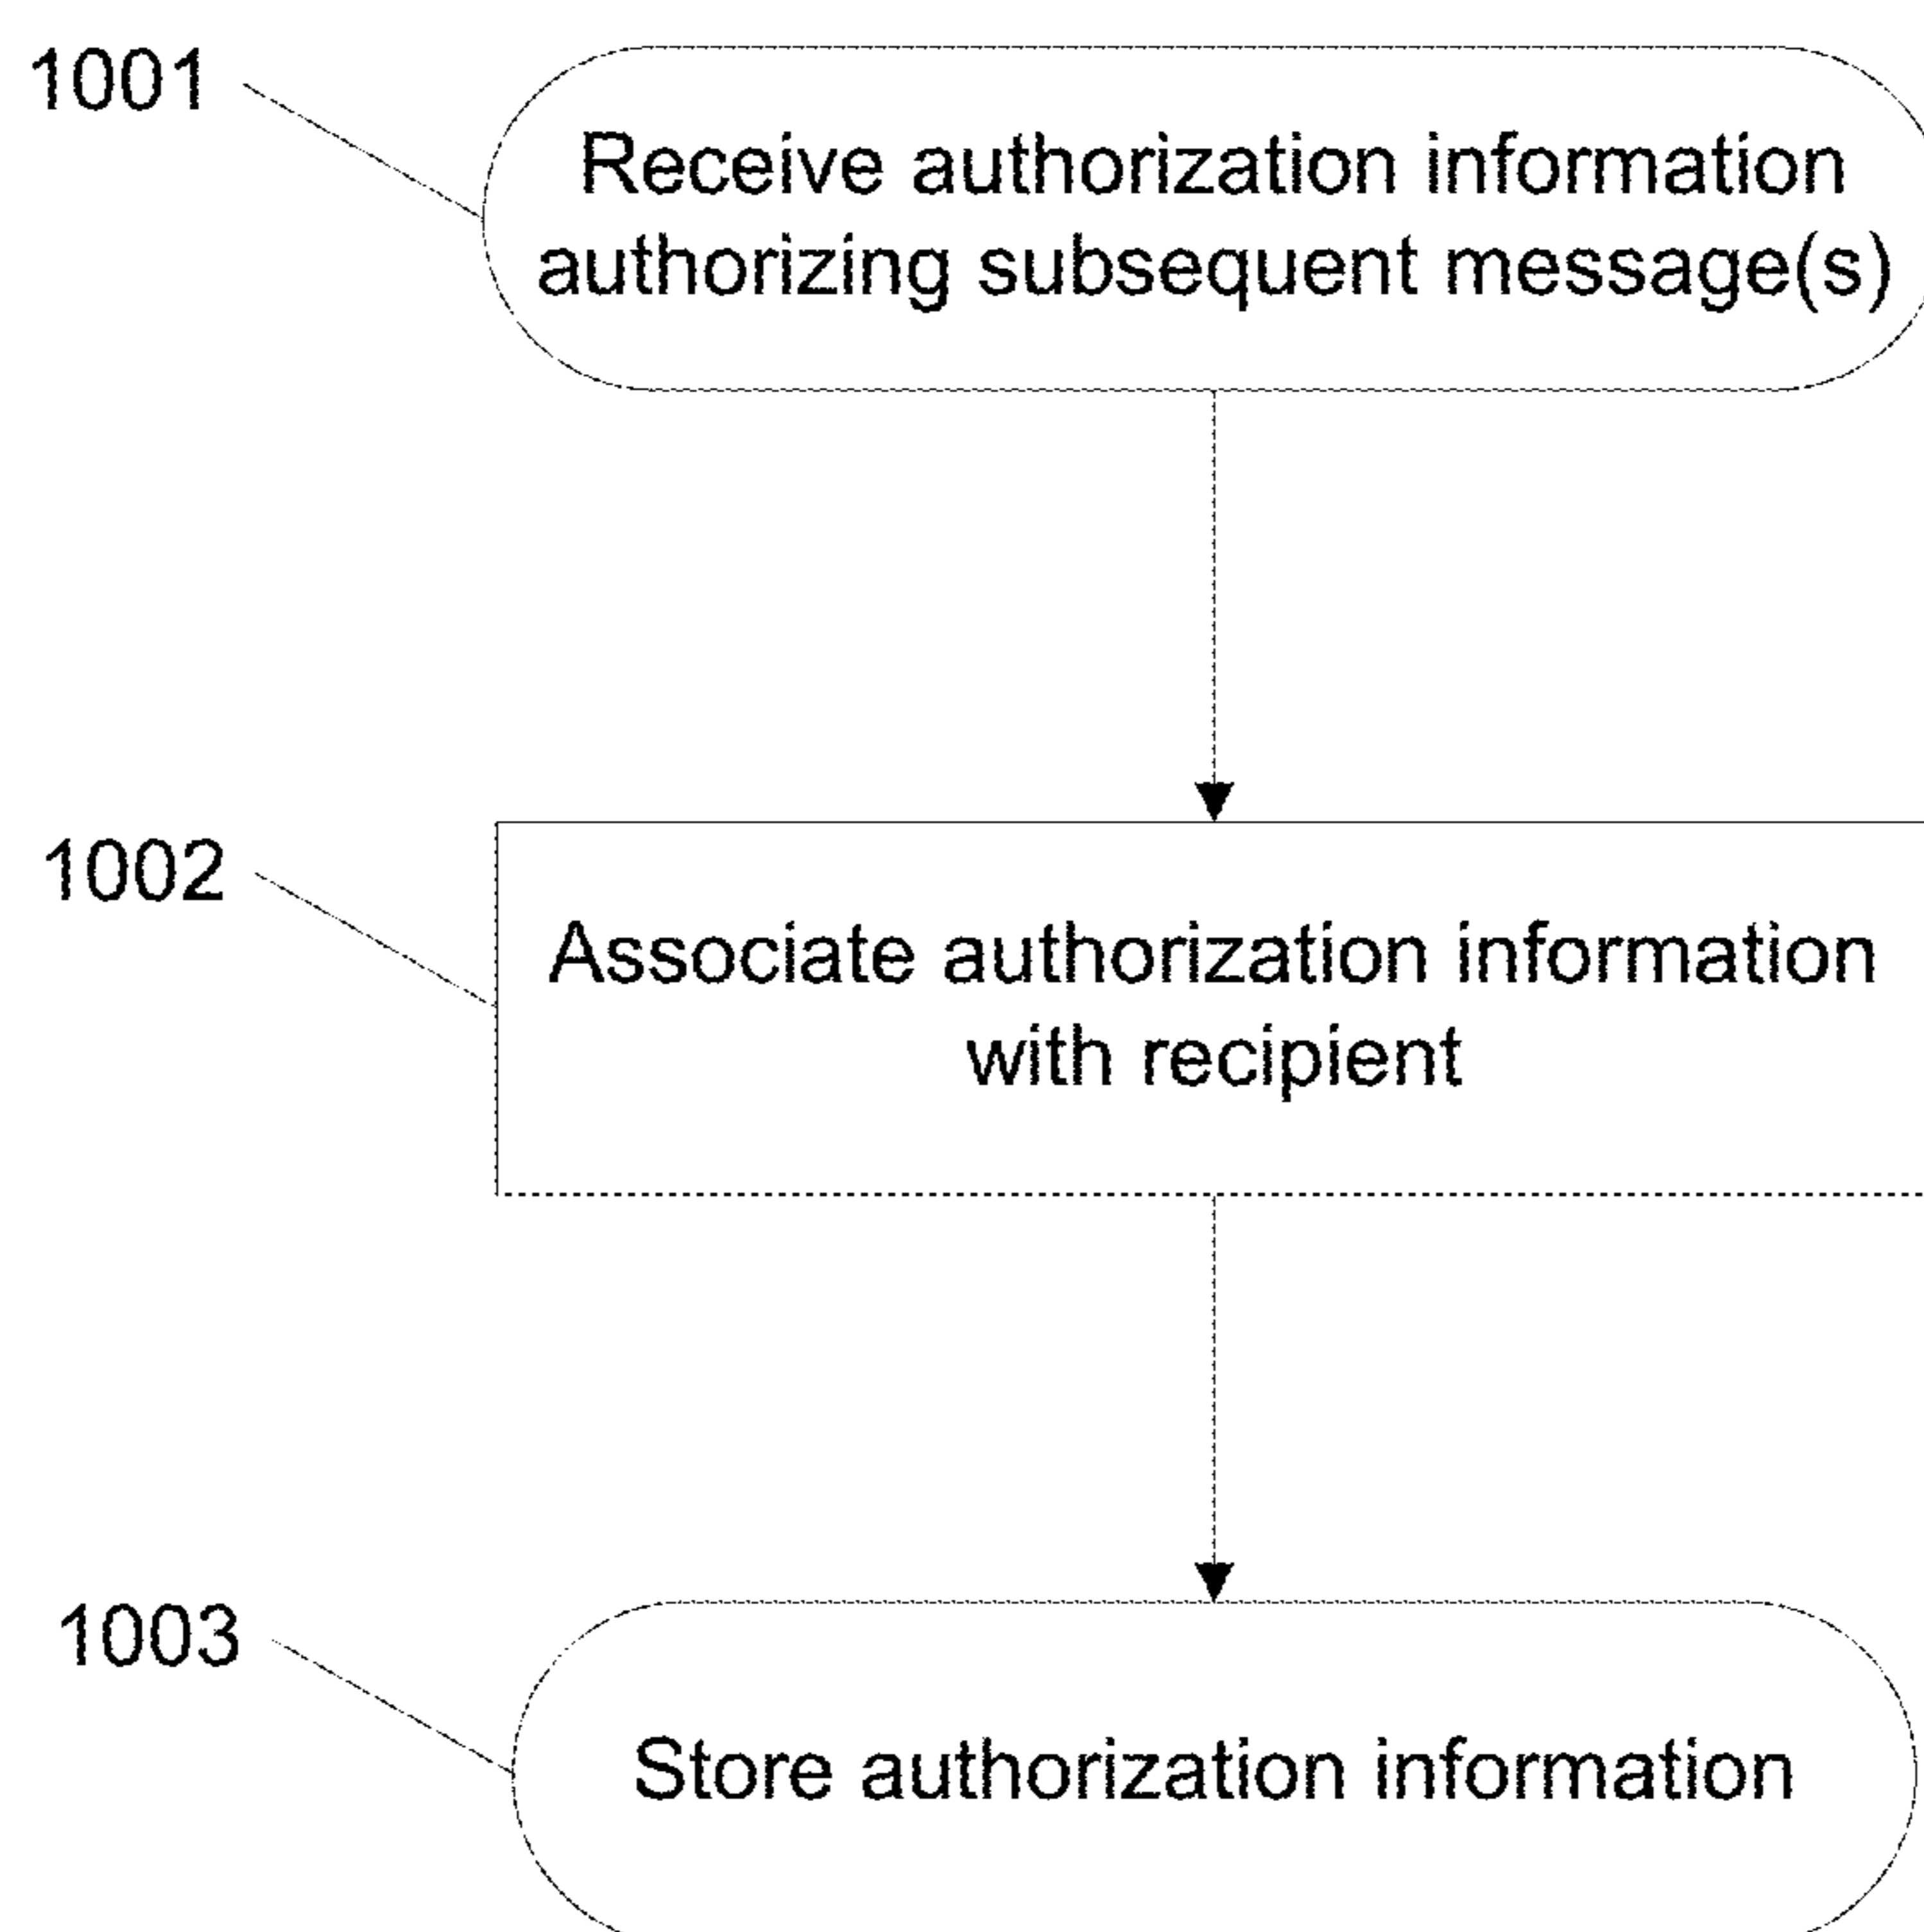 1001
Receive authorization information
authorizing subsequent message(s)
1002
Associate authorization information
with recipient
1003
Store authorization information